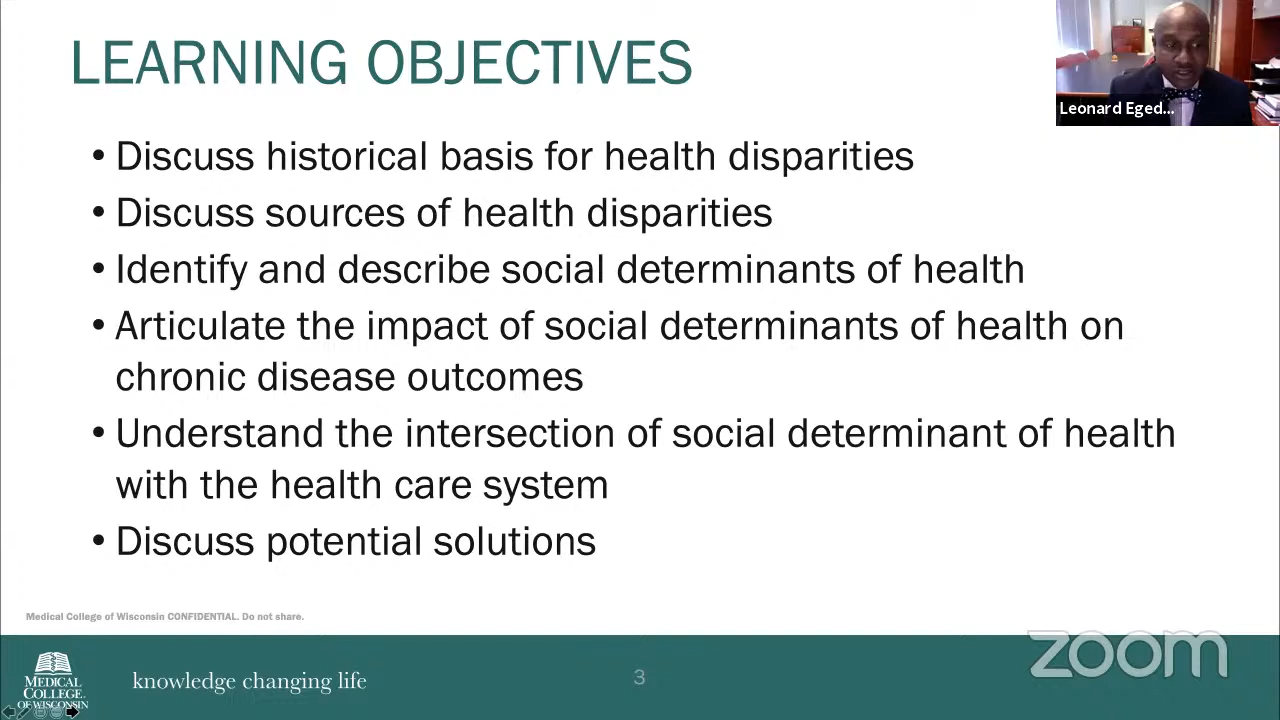 LEARNING OBJECTIVES
Leonard Eged...
• Discuss historical basis for health disparities
• Discuss sources of health disparities
• Identify and describe social determinants of health
• Articulate the impact of social determinants of health on
chronic disease outcomes
• Understand the intersection of social determinant of health
with the health care system
• Discuss potential solutions
Medical College of Wisconsin CONFIDENTIAL. Do not share.
MEDICAL
COLLEGE
OF WISCONSIN
knowledge changing life
3
zoom